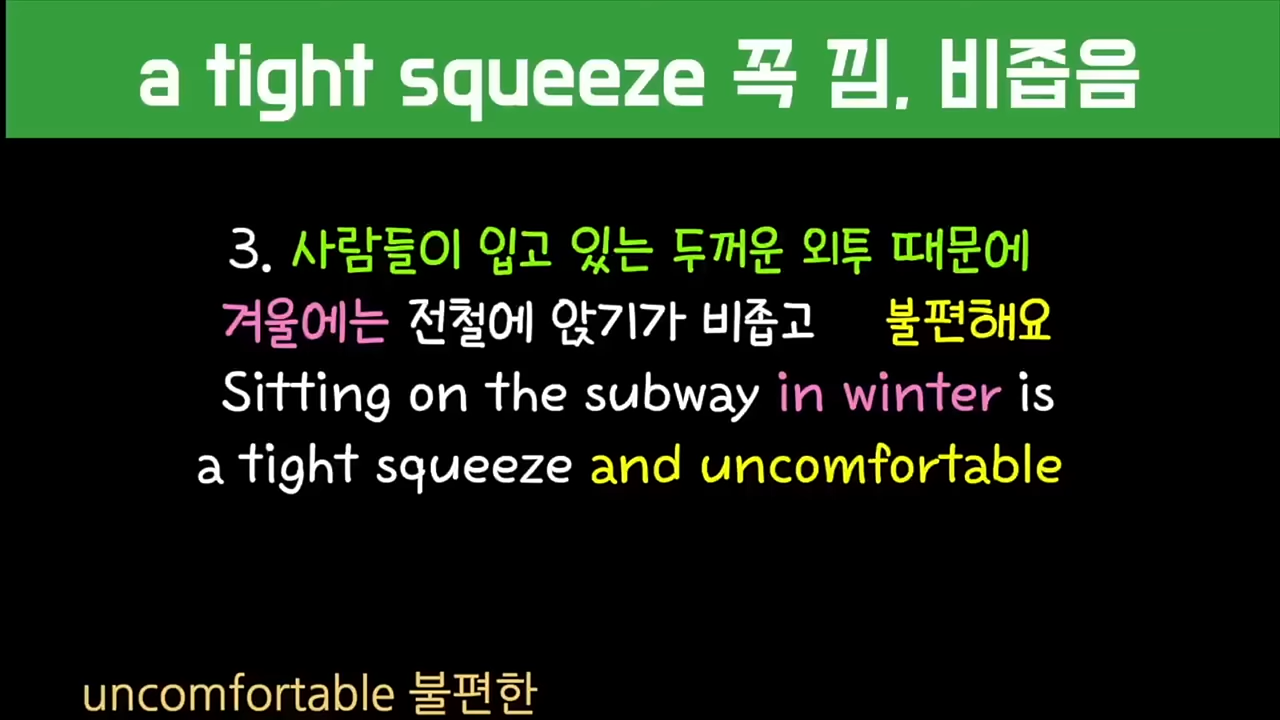 a tight squeeze 꼭 낌, 비좁음
3. 사람들이 입고 있는 두꺼운 외투 때문에
겨울에는 전철에 앉기가 비좁고 불편해요
Sitting on the subway in winter is
a tight squeeze and uncomfortable
uncomfortable 불편한